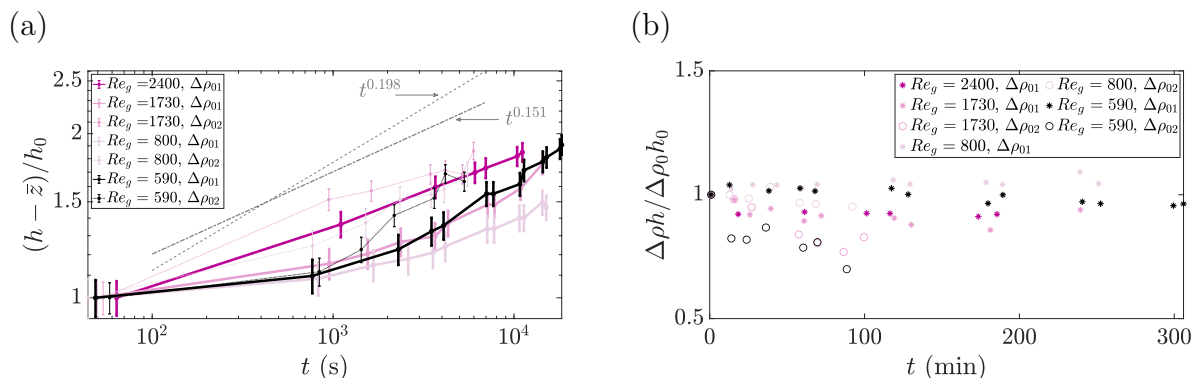 (a)
(h − z̄)/h₀
2.5
2
1.5
1
Re_g =2400, Δρ₀₁
Re_g =1730, Δρ₀₁
Re_g =1730, Δρ₀₂
Re_g = 800, Δρ₀₁
Re_g = 800, Δρ₀₂
Re_g = 590, Δρ₀₁
Re_g = 590, Δρ₀₂
t^0.198
t^0.151
10²
10³
10⁴
t (s)
(b)
Δρh/Δρ₀h₀
1.5
1
0.5
Re_g = 2400, Δρ₀₁
Re_g = 1730, Δρ₀₁
Re_g = 1730, Δρ₀₂
Re_g = 800, Δρ₀₁
Re_g = 800, Δρ₀₂
Re_g = 590, Δρ₀₁
Re_g = 590, Δρ₀₂
0
100
200
300
t (min)